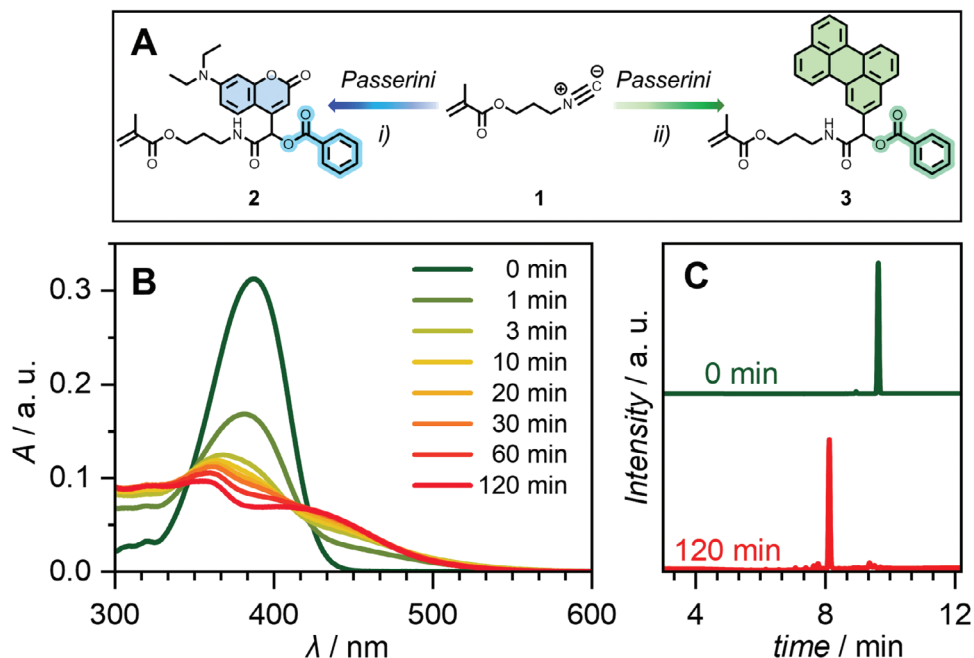 A
Passerini
i)
Passerini
ii)
N
O
O
O
O
H
N
O
O
O
2
O
O
N
⊕
C
⊖
1
O
O
H
N
O
O
O
3
B
A / a. u.
0.3
0.2
0.1
0.0
300
400
500
600
λ / nm
0 min
1 min
3 min
10 min
20 min
30 min
60 min
120 min
C
Intensity / a. u.
0 min
120 min
4
8
12
time / min